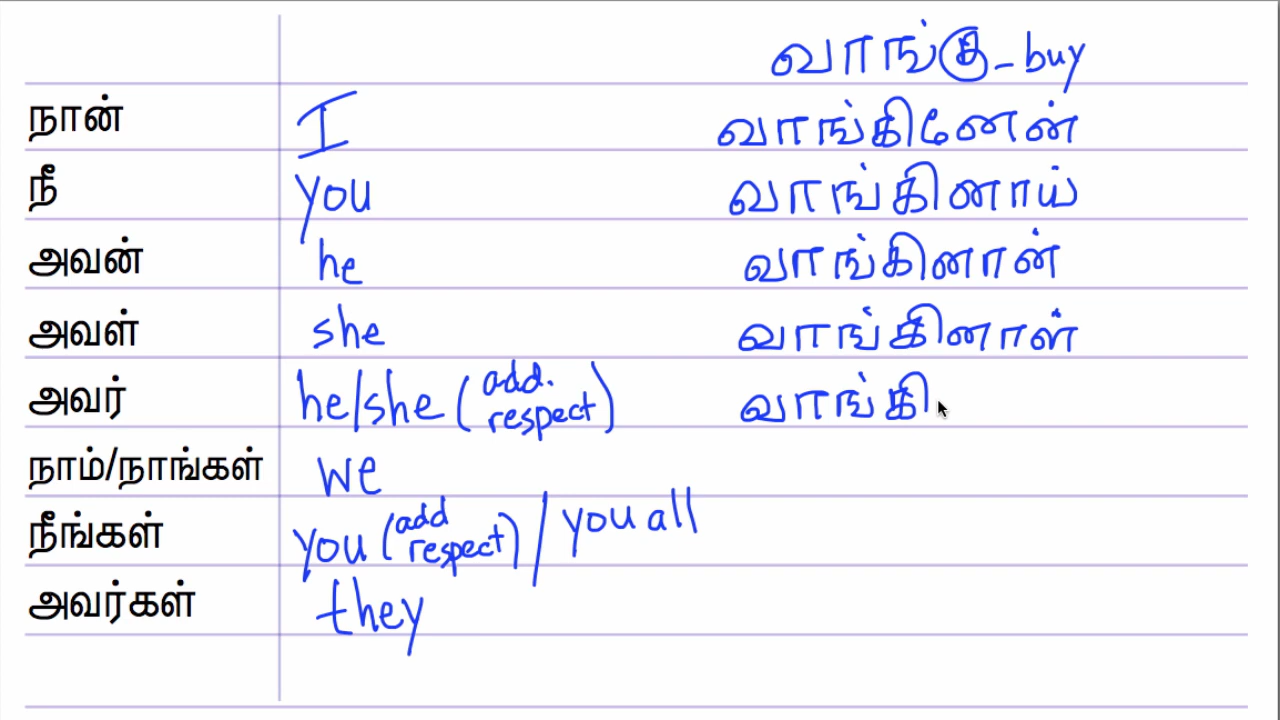 வாங்கு - buy
நான் I வாங்கினேன்
நீ you வாங்கினாய்
அவன் he வாங்கினான்
அவள் she வாங்கினாள்
அவர் he/she (add. respect) வாங்கி
நாம்/நாங்கள் we
நீங்கள் you (add respect) / you all
அவர்கள் they